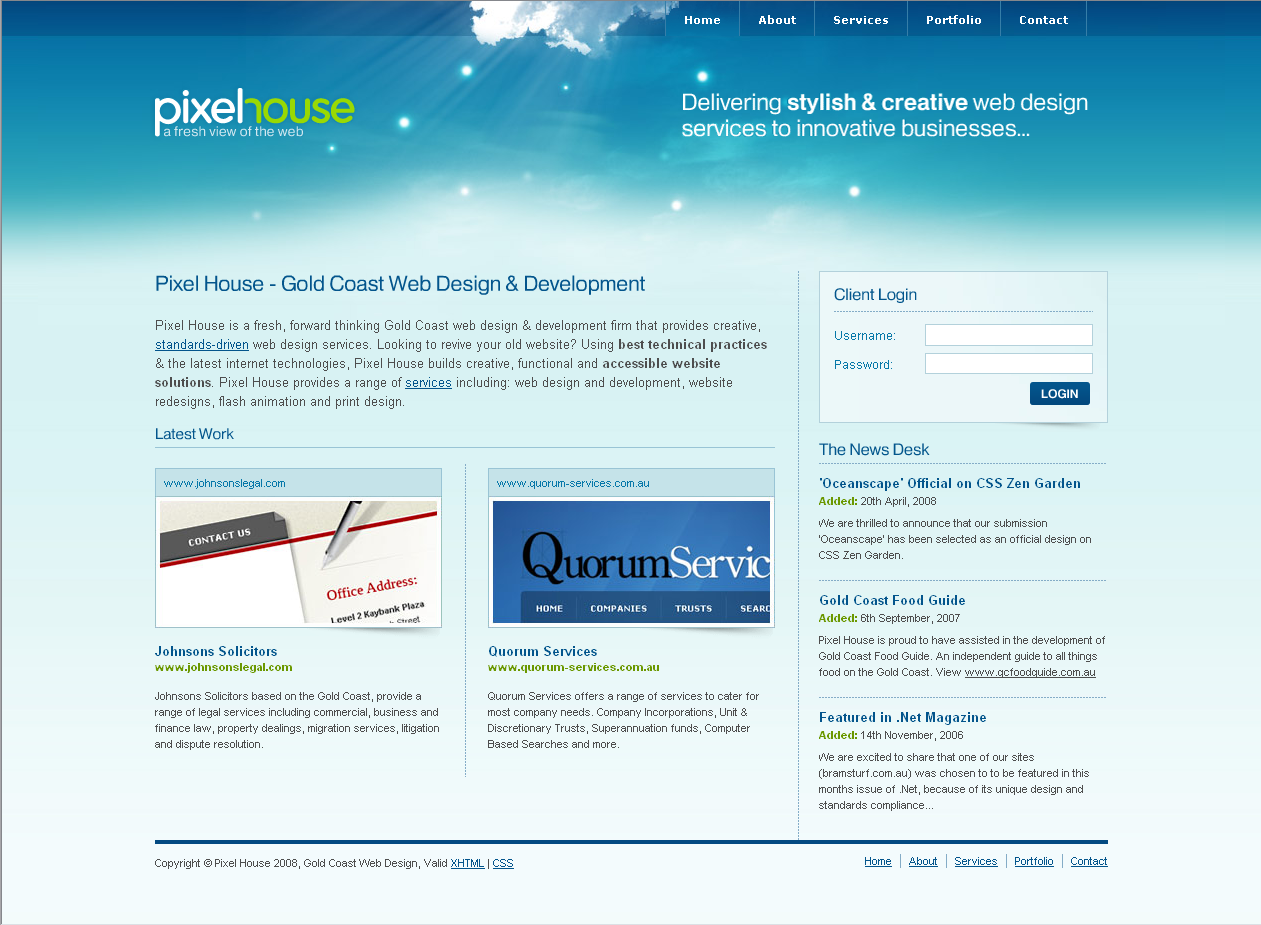 Home About Services Portfolio Contact
pixelhouse
a fresh view of the web
Delivering stylish & creative web design
services to innovative businesses...
Pixel House - Gold Coast Web Design & Development
Pixel House is a fresh, forward thinking Gold Coast web design & development firm that provides creative,
standards-driven web design services. Looking to revive your old website? Using best technical practices
& the latest internet technologies, Pixel House builds creative, functional and accessible website
solutions. Pixel House provides a range of services including: web design and development, website
redesigns, flash animation and print design.
Latest Work
www.johnsonslegal.com
CONTACT US
Office Address:
Level 2 Kaybank Plaza
Street
Johnsons Solicitors
www.johnsonslegal.com
Johnsons Solicitors based on the Gold Coast, provide a
range of legal services including commercial, business and
finance law, property dealings, migration services, litigation
and dispute resolution.
www.quorum-services.com.au
QuorumServic
HOME COMPANIES TRUSTS SEARC
Quorum Services
www.quorum-services.com.au
Quorum Services offers a range of services to cater for
most company needs. Company Incorporations, Unit &
Discretionary Trusts, Superannuation funds, Computer
Based Searches and more.
Client Login
Username:
Password:
LOGIN
The News Desk
'Oceanscape' Official on CSS Zen Garden
Added: 20th April, 2008
We are thrilled to announce that our submission
'Oceanscape' has been selected as an official design on
CSS Zen Garden.
Gold Coast Food Guide
Added: 6th September, 2007
Pixel House is proud to have assisted in the development of
Gold Coast Food Guide. An independent guide to all things
food on the Gold Coast. View www.gcfoodguide.com.au
Featured in .Net Magazine
Added: 14th November, 2006
We are excited to share that one of our sites
(bramsturf.com.au) was chosen to to be featured in this
months issue of .Net, because of its unique design and
standards compliance...
Copyright © Pixel House 2008, Gold Coast Web Design, Valid XHTML | CSS
Home About Services Portfolio Contact